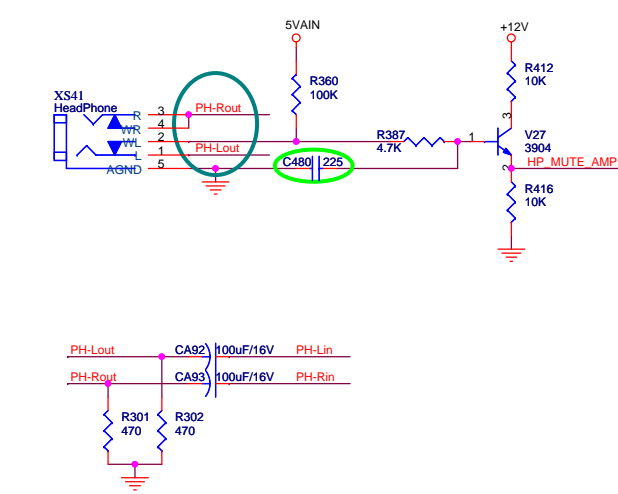 5VAIN
+12V
R412
10K
XS41
HeadPhone
R360
100K
R
3
PH-Rout
WR
4
3
WL
2
R387
4.7K
1
V27
3904
L
1
PH-Lout
AGND
5
C480
225
2
HP_MUTE_AMP
R416
10K
PH-Lout
CA92
100uF/16V
PH-Lin
PH-Rout
CA93
100uF/16V
PH-Rin
R301
470
R302
470